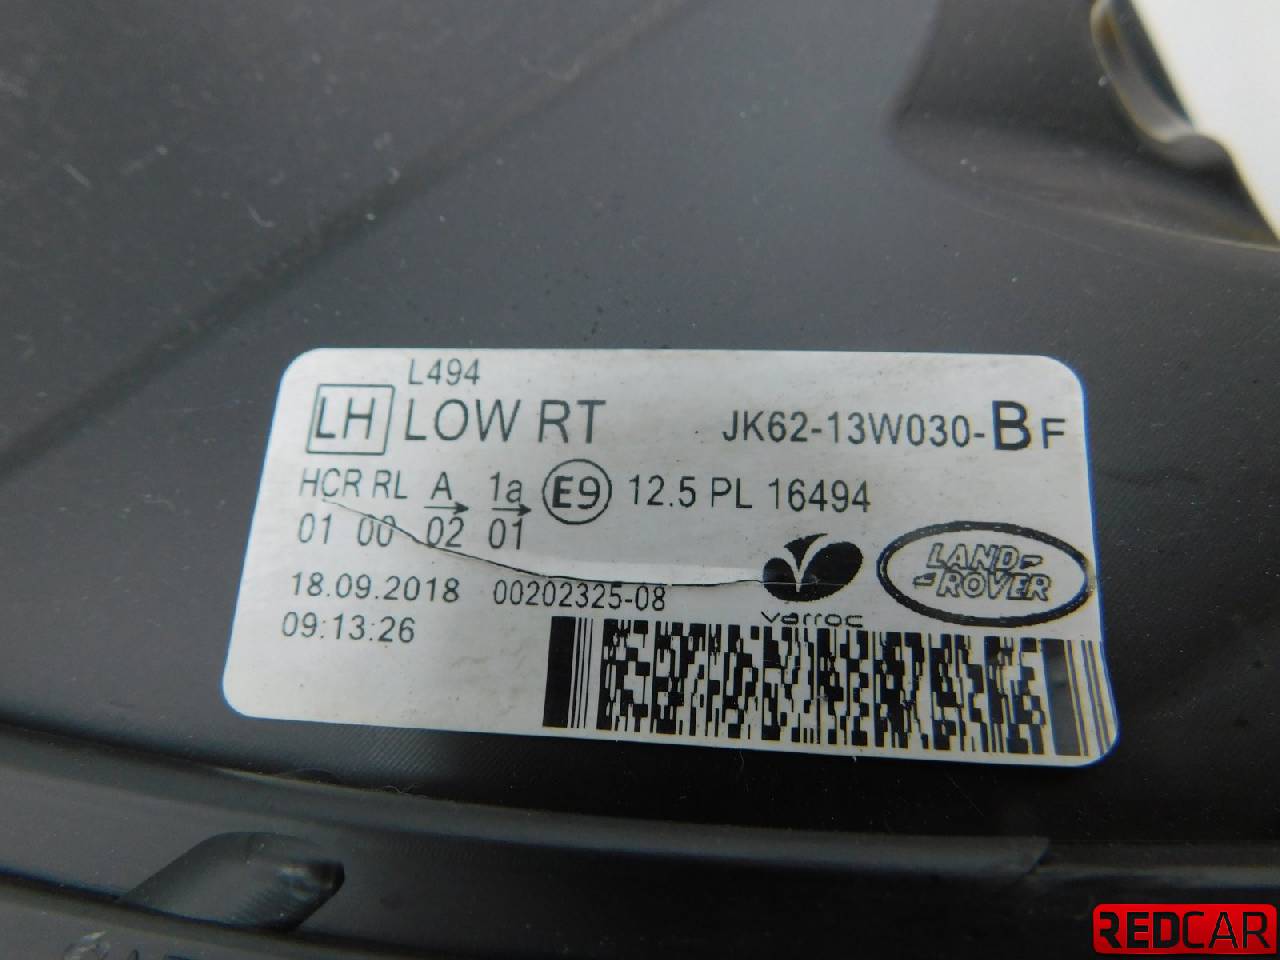 L494
LH LOW RT JK62-13W030-BF
HCR RL A 1a E9 12.5 PL 16494
01 00 02 01
18.09.2018 00202325-08
09:13:26
varroc
LAND-
-ROVER
REDCAR